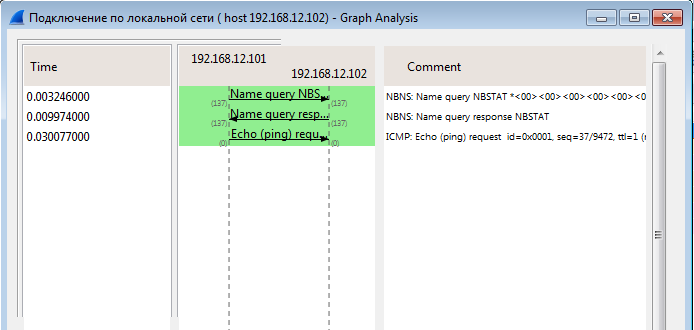 Подключение по локальной сети ( host 192.168.12.102) - Graph Analysis
Time
192.168.12.101
192.168.12.102
Comment
0.003246000
Name query NBS...
(137)
(137)
NBNS: Name query NBSTAT *<00><00><00><00><00><0
0.009974000
Name query resp...
(137)
(137)
NBNS: Name query response NBSTAT
0.030077000
Echo (ping) requ...
(0)
(0)
ICMP: Echo (ping) request id=0x0001, seq=37/9472, ttl=1 (